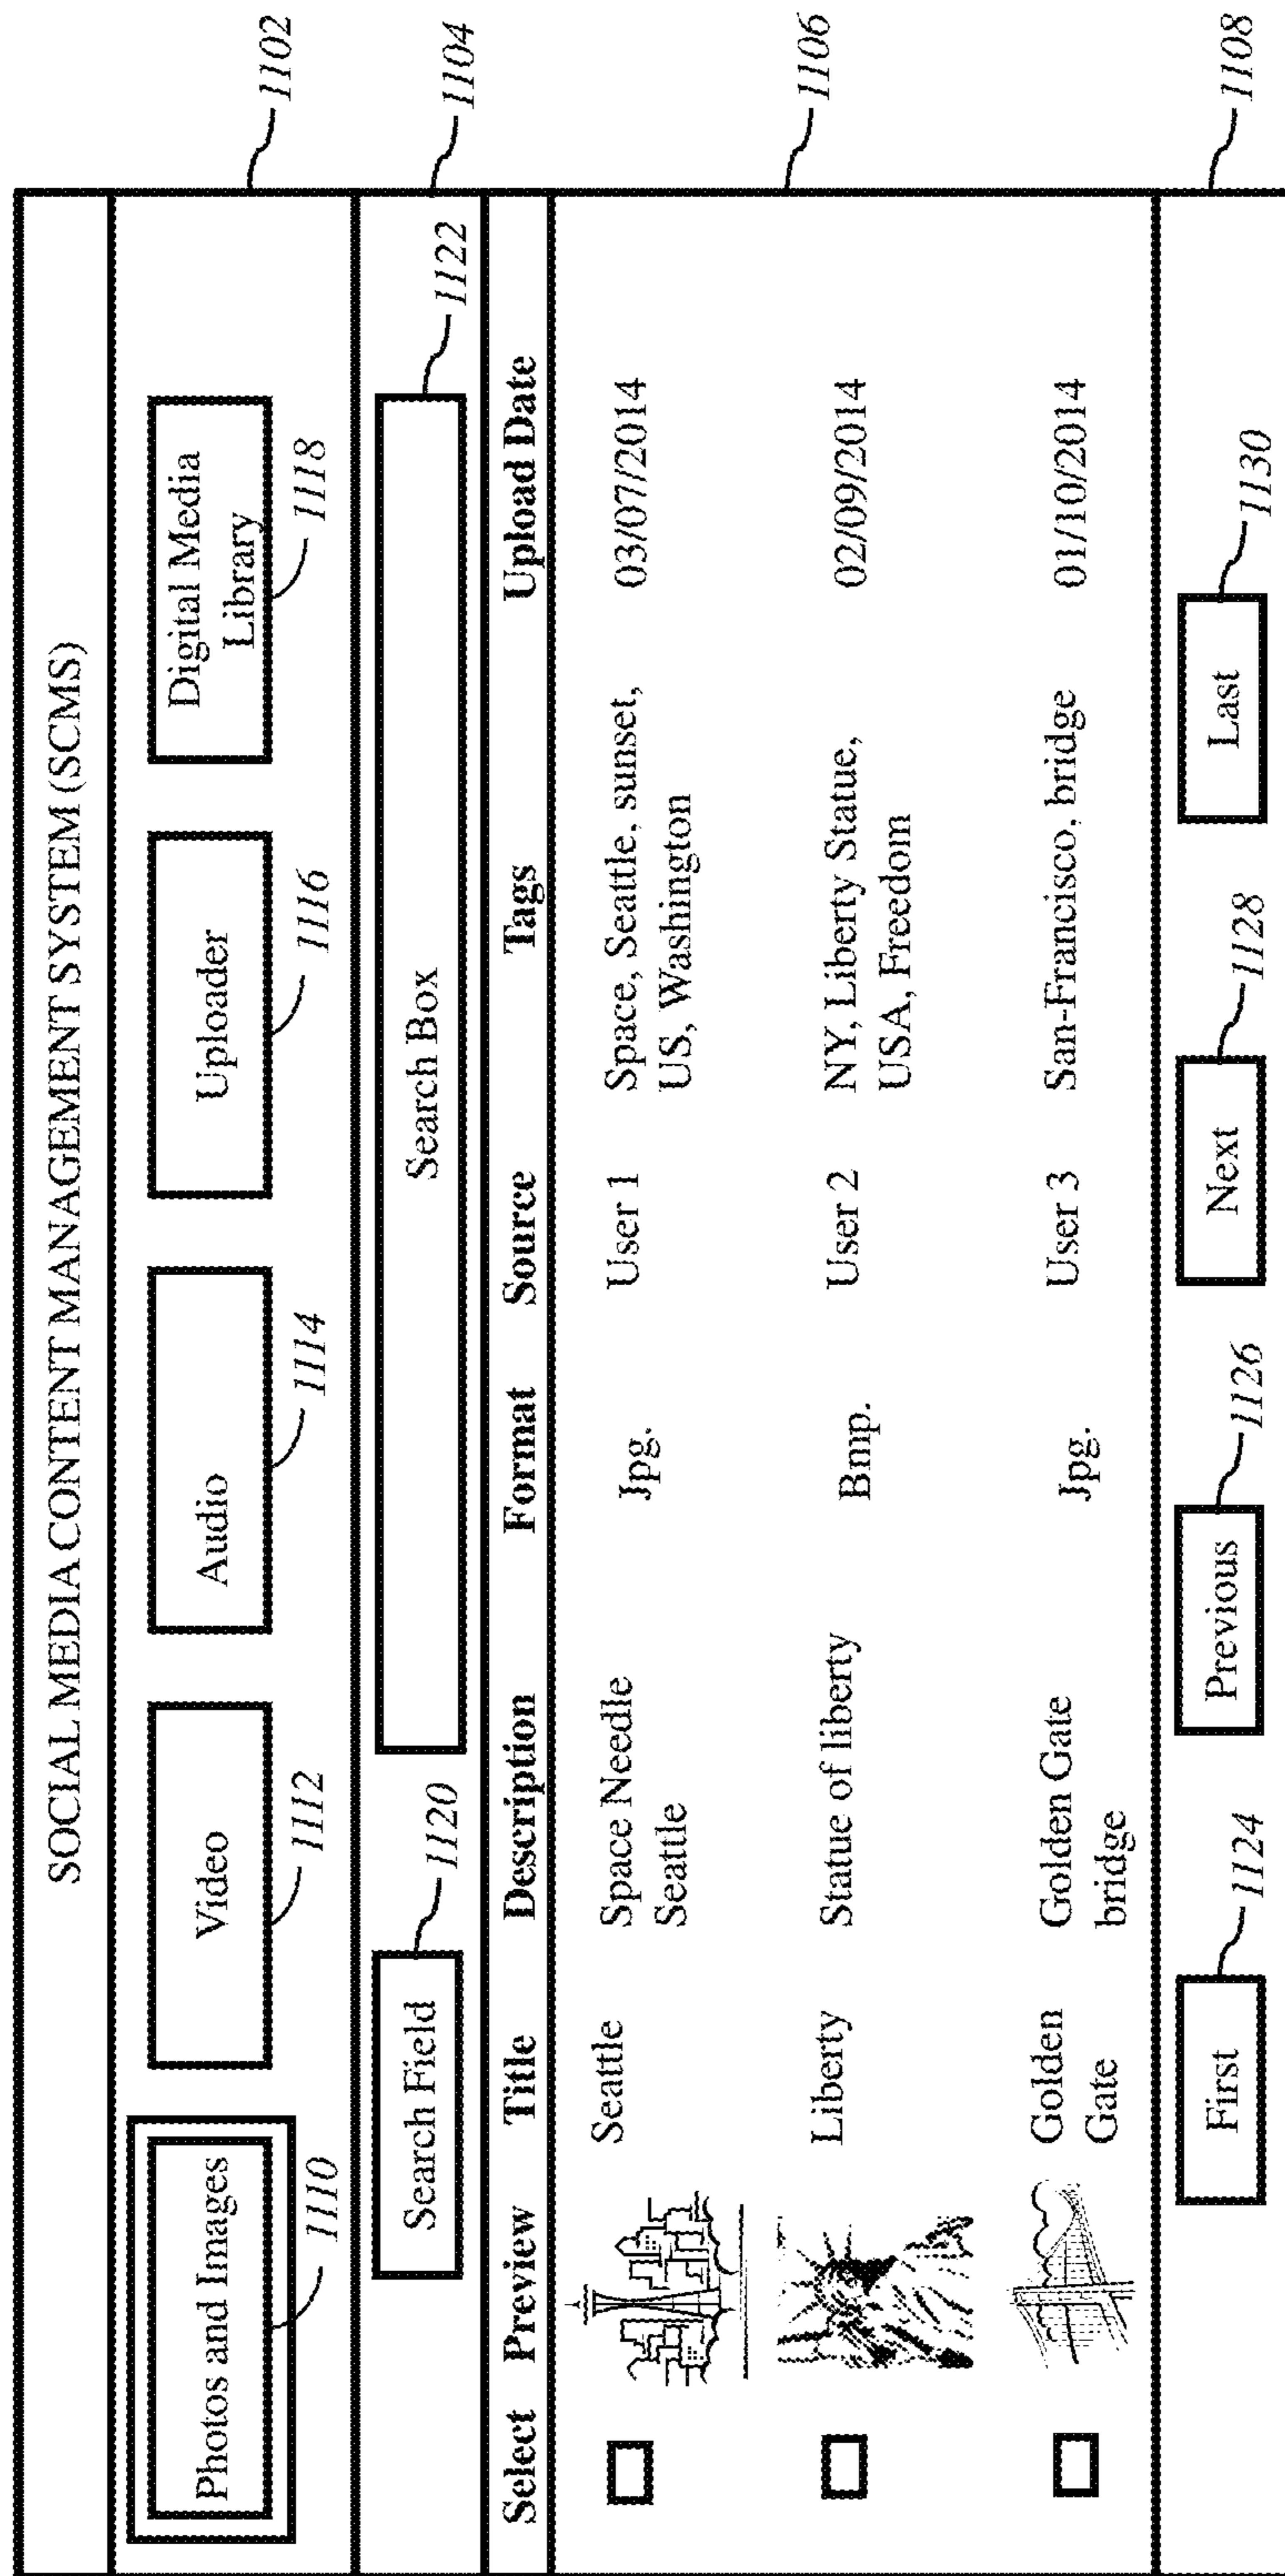 SOCIAL MEDIA CONTENT MANAGEMENT SYSTEM (SCMS)
Photos and Images
1110
Video
1112
Audio
1114
Uploader
1116
Digital Media
Library
1118
1102
Search Field
1120
Search Box
1122
1104
Select Preview Title Description Format Source Tags Upload Date
Seattle
Space Needle
Seattle
Jpg.
User 1
Space, Seattle, sunset,
US, Washington
03/07/2014
Liberty
Statue of liberty
Bmp.
User 2
NY, Liberty Statue,
USA, Freedom
02/09/2014
1106
Golden
Gate
Golden Gate
bridge
Jpg.
User 3
San-Francisco, bridge
01/10/2014
First
1124
Previous
1126
Next
1128
Last
1130
1108